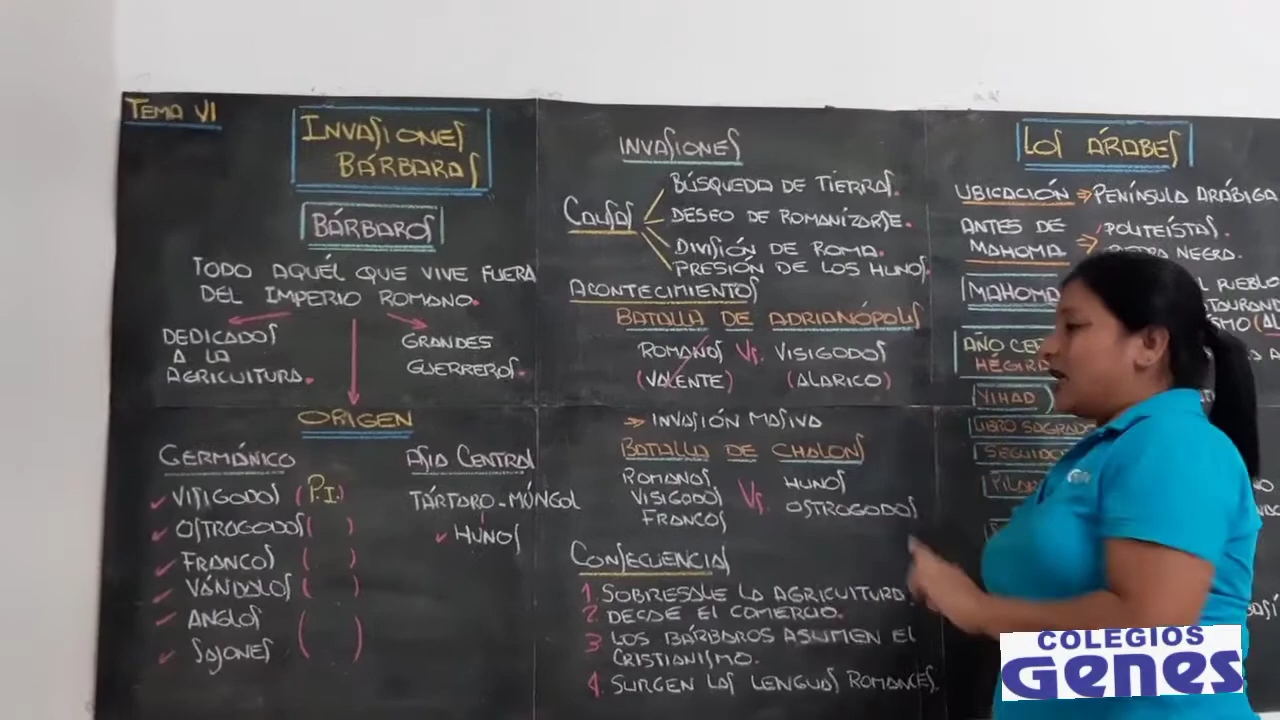 TEMA VI
INVASIONES
BÁRBARAS
BÁRBAROS
TODO AQUÉL QUE VIVE FUERA
DEL IMPERIO ROMANO.
DEDICADOS
A LA
AGRICULTURA.
GRANDES
GUERREROS.
ORIGEN
GERMÁNICO
VISIGODOS (P.I.)
OSTROGODOS ( )
FRANCOS ( )
VÁNDALOS ( )
ANGLOS
SAJONES
ASIA CENTRAL
TÁRTARO-MÚNGOL
HUNOS
INVASIONES
CAUSAS
BÚSQUEDA DE TIERRAS.
DESEO DE ROMANIZARSE.
DIVISIÓN DE ROMA.
PRESIÓN DE LOS HUNOS.
ACONTECIMIENTOS
BATALLA DE ADRIANÓPOLIS
ROMANOS Vs. VISIGODOS
(VALENTE) (ALARICO)
INVASIÓN MASIVA
BATALLA DE CHALONS
ROMANOS
VISIGODOS
FRANCOS
Vs.
HUNOS
OSTROGODOS
CONSECUENCIAS
1. SOBRESALE LA AGRICULTURA.
2. DECAE EL COMERCIO.
3 LOS BÁRBAROS ASUMEN EL
CRISTIANISMO.
4. SURGEN LAS LENGUAS ROMANCES.
LOS ÁRABES
UBICACIÓN ⇒ PENÍNSULA ARÁBIGA
ANTES DE
MAHOMA
POLITEÍSTAS.
NEGRA.
MAHOMA
PUEBLO
AÑO
HÉGIRA
YIHAD
LIBRO SAGRADO
COLEGIOS
Genes